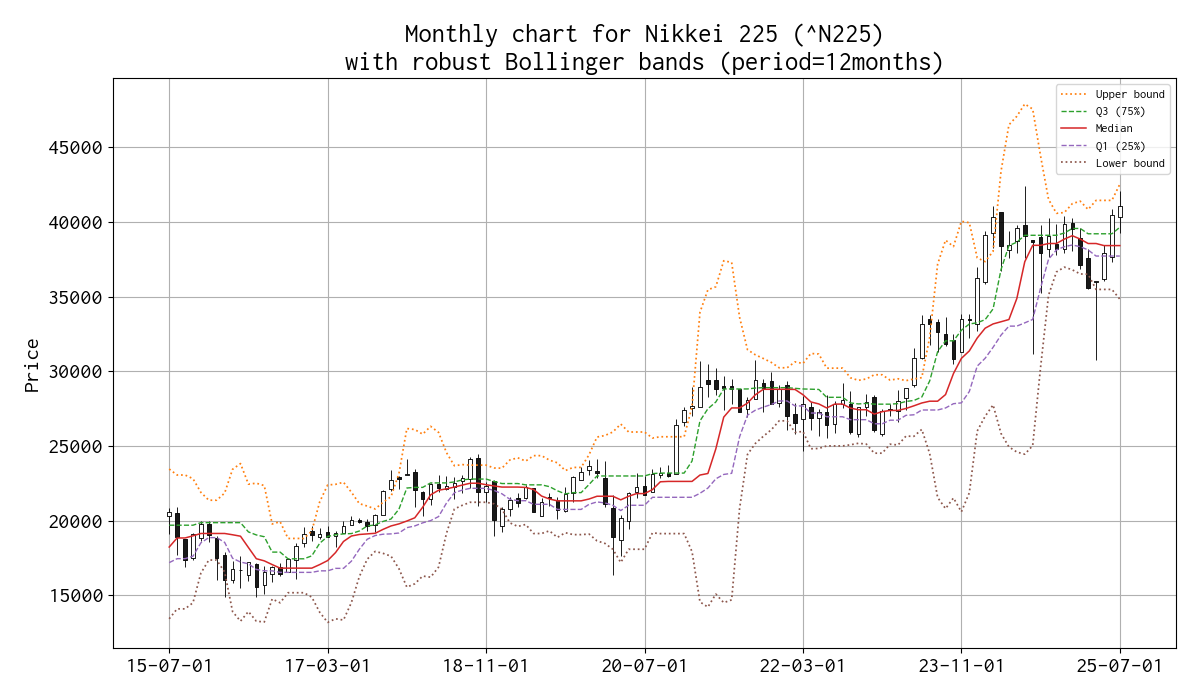 Monthly chart for Nikkei 225 (^N225)
with robust Bollinger bands (period=12months)
Upper bound
Q3 (75%)
Median
Q1 (25%)
Lower bound
Price
45000
40000
35000
30000
25000
20000
15000
15-07-01
17-03-01
18-11-01
20-07-01
22-03-01
23-11-01
25-07-01